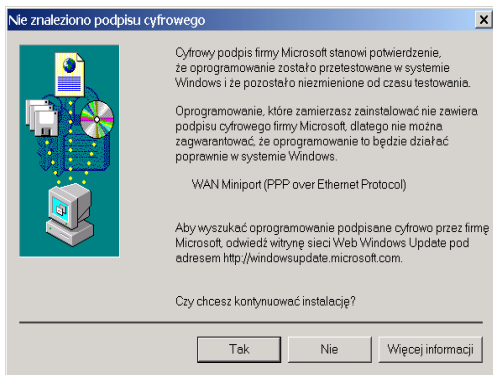 Nie znaleziono podpisu cyfrowego
Cyfrowy podpis firmy Microsoft stanowi potwierdzenie,
że oprogramowanie zostało przetestowane w systemie
Windows i że pozostało niezmienione od czasu testowania.
Oprogramowanie, które zamierzasz zainstalować nie zawiera
podpisu cyfrowego firmy Microsoft, dlatego nie można
zagwarantować, że oprogramowanie to będzie działać
poprawnie w systemie Windows.
WAN Miniport (PPP over Ethernet Protocol)
Aby wyszukać oprogramowanie podpisane cyfrowo przez firmę
Microsoft, odwiedź witrynę sieci Web Windows Update pod
adresem http://windowsupdate.microsoft.com.
Czy chcesz kontynuować instalację?
Tak
Nie
Więcej informacji